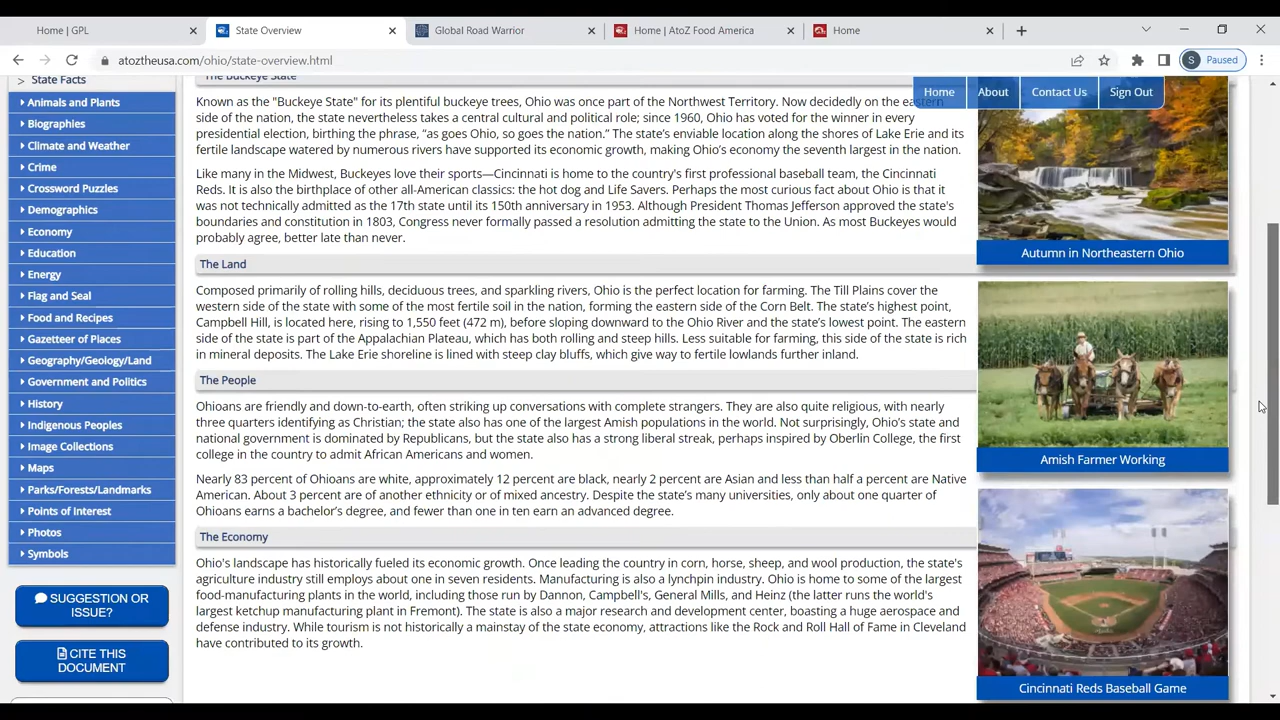 Home | GPL
State Overview
Global Road Warrior
Home | AtoZ Food America
Home
atoztheusa.com/ohio/state-overview.html
S Paused
> State Facts
Animals and Plants
Biographies
Climate and Weather
Crime
Crossword Puzzles
Demographics
Economy
Education
Energy
Flag and Seal
Food and Recipes
Gazetteer of Places
Geography/Geology/Land
Government and Politics
History
Indigenous Peoples
Image Collections
Maps
Parks/Forests/Landmarks
Points of Interest
Photos
Symbols
SUGGESTION OR
ISSUE?
CITE THIS
DOCUMENT
Home About Contact Us Sign Out
The Buckeye State
Known as the "Buckeye State" for its plentiful buckeye trees, Ohio was once part of the Northwest Territory. Now decidedly on the eastern
side of the nation, the state nevertheless takes a central cultural and political role; since 1960, Ohio has voted for the winner in every
presidential election, birthing the phrase, “as goes Ohio, so goes the nation.” The state’s enviable location along the shores of Lake Erie and its
fertile landscape watered by numerous rivers have supported its economic growth, making Ohio’s economy the seventh largest in the nation.
Like many in the Midwest, Buckeyes love their sports—Cincinnati is home to the country's first professional baseball team, the Cincinnati
Reds. It is also the birthplace of other all-American classics: the hot dog and Life Savers. Perhaps the most curious fact about Ohio is that it
was not technically admitted as the 17th state until its 150th anniversary in 1953. Although President Thomas Jefferson approved the state's
boundaries and constitution in 1803, Congress never formally passed a resolution admitting the state to the Union. As most Buckeyes would
probably agree, better late than never.
The Land
Composed primarily of rolling hills, deciduous trees, and sparkling rivers, Ohio is the perfect location for farming. The Till Plains cover the
western side of the state with some of the most fertile soil in the nation, forming the eastern side of the Corn Belt. The state’s highest point,
Campbell Hill, is located here, rising to 1,550 feet (472 m), before sloping downward to the Ohio River and the state’s lowest point. The eastern
side of the state is part of the Appalachian Plateau, which has both rolling and steep hills. Less suitable for farming, this side of the state is rich
in mineral deposits. The Lake Erie shoreline is lined with steep clay bluffs, which give way to fertile lowlands further inland.
The People
Ohioans are friendly and down-to-earth, often striking up conversations with complete strangers. They are also quite religious, with nearly
three quarters identifying as Christian; the state also has one of the largest Amish populations in the world. Not surprisingly, Ohio’s state and
national government is dominated by Republicans, but the state also has a strong liberal streak, perhaps inspired by Oberlin College, the first
college in the country to admit African Americans and women.
Nearly 83 percent of Ohioans are white, approximately 12 percent are black, nearly 2 percent are Asian and less than half a percent are Native
American. About 3 percent are of another ethnicity or of mixed ancestry. Despite the state’s many universities, only about one quarter of
Ohioans earns a bachelor’s degree, and fewer than one in ten earn an advanced degree.
The Economy
Ohio's landscape has historically fueled its economic growth. Once leading the country in corn, horse, sheep, and wool production, the state's
agriculture industry still employs about one in seven residents. Manufacturing is also a lynchpin industry. Ohio is home to some of the largest
food-manufacturing plants in the world, including those run by Dannon, Campbell's, General Mills, and Heinz (the latter runs the world's
largest ketchup manufacturing plant in Fremont). The state is also a major research and development center, boasting a huge aerospace and
defense industry. While tourism is not historically a mainstay of the state economy, attractions like the Rock and Roll Hall of Fame in Cleveland
have contributed to its growth.
Autumn in Northeastern Ohio
Amish Farmer Working
Cincinnati Reds Baseball Game